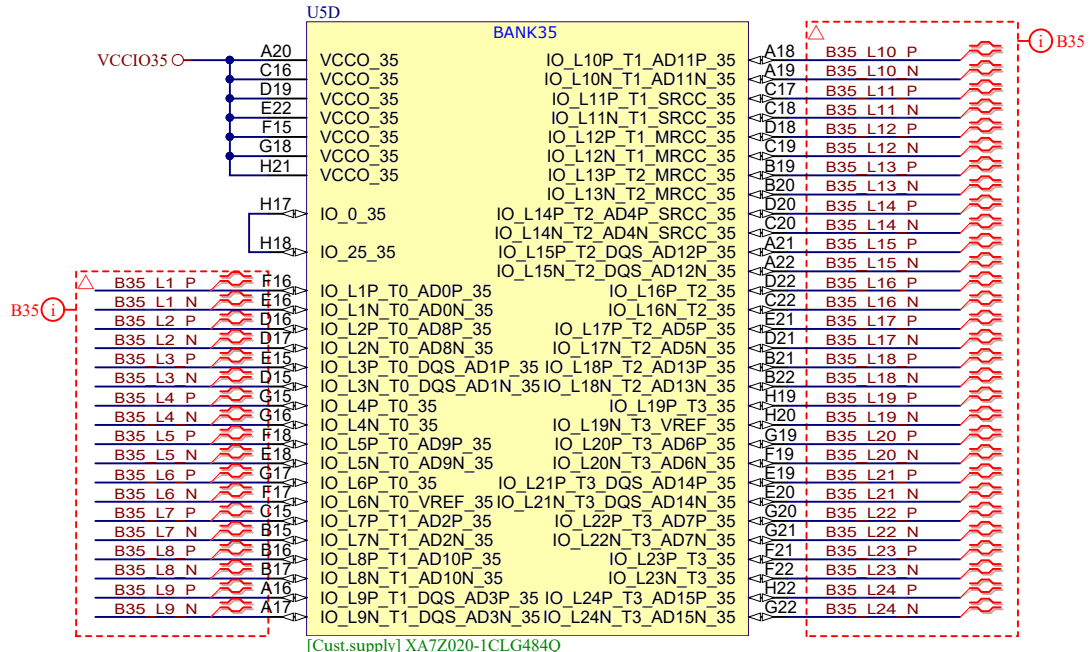 U5D
BANK35
VCCIO35
A20 VCCO_35
C16 VCCO_35
D19 VCCO_35
E22 VCCO_35
F15 VCCO_35
G18 VCCO_35
H21 VCCO_35
H17 IO_0_35
H18 IO_25_35
B35 i
B35_L1_P F16 IO_L1P_T0_AD0P_35
B35_L1_N E16 IO_L1N_T0_AD0N_35
B35_L2_P D16 IO_L2P_T0_AD8P_35
B35_L2_N D17 IO_L2N_T0_AD8N_35
B35_L3_P E15 IO_L3P_T0_DQS_AD1P_35
B35_L3_N D15 IO_L3N_T0_DQS_AD1N_35
B35_L4_P G15 IO_L4P_T0_35
B35_L4_N G16 IO_L4N_T0_35
B35_L5_P F18 IO_L5P_T0_AD9P_35
B35_L5_N E18 IO_L5N_T0_AD9N_35
B35_L6_P G17 IO_L6P_T0_35
B35_L6_N F17 IO_L6N_T0_VREF_35
B35_L7_P C15 IO_L7P_T1_AD2P_35
B35_L7_N B15 IO_L7N_T1_AD2N_35
B35_L8_P B16 IO_L8P_T1_AD10P_35
B35_L8_N B17 IO_L8N_T1_AD10N_35
B35_L9_P A16 IO_L9P_T1_DQS_AD3P_35
B35_L9_N A17 IO_L9N_T1_DQS_AD3N_35
IO_L10P_T1_AD11P_35 A18 B35_L10_P
IO_L10N_T1_AD11N_35 A19 B35_L10_N
IO_L11P_T1_SRCC_35 C17 B35_L11_P
IO_L11N_T1_SRCC_35 C18 B35_L11_N
IO_L12P_T1_MRCC_35 D18 B35_L12_P
IO_L12N_T1_MRCC_35 C19 B35_L12_N
IO_L13P_T2_MRCC_35 B19 B35_L13_P
IO_L13N_T2_MRCC_35 B20 B35_L13_N
IO_L14P_T2_AD4P_SRCC_35 D20 B35_L14_P
IO_L14N_T2_AD4N_SRCC_35 C20 B35_L14_N
IO_L15P_T2_DQS_AD12P_35 A21 B35_L15_P
IO_L15N_T2_DQS_AD12N_35 A22 B35_L15_N
IO_L16P_T2_35 D22 B35_L16_P
IO_L16N_T2_35 C22 B35_L16_N
IO_L17P_T2_AD5P_35 E21 B35_L17_P
IO_L17N_T2_AD5N_35 D21 B35_L17_N
IO_L18P_T2_AD13P_35 B21 B35_L18_P
IO_L18N_T2_AD13N_35 B22 B35_L18_N
IO_L19P_T3_35 H19 B35_L19_P
IO_L19N_T3_VREF_35 H20 B35_L19_N
IO_L20P_T3_AD6P_35 G19 B35_L20_P
IO_L20N_T3_AD6N_35 F19 B35_L20_N
IO_L21P_T3_DQS_AD14P_35 E19 B35_L21_P
IO_L21N_T3_DQS_AD14N_35 E20 B35_L21_N
IO_L22P_T3_AD7P_35 G20 B35_L22_P
IO_L22N_T3_AD7N_35 G21 B35_L22_N
IO_L23P_T3_35 F21 B35_L23_P
IO_L23N_T3_35 F22 B35_L23_N
IO_L24P_T3_AD15P_35 H22 B35_L24_P
IO_L24N_T3_AD15N_35 G22 B35_L24_N
i B35
[Cust.supply] XA7Z020-1CLG484Q